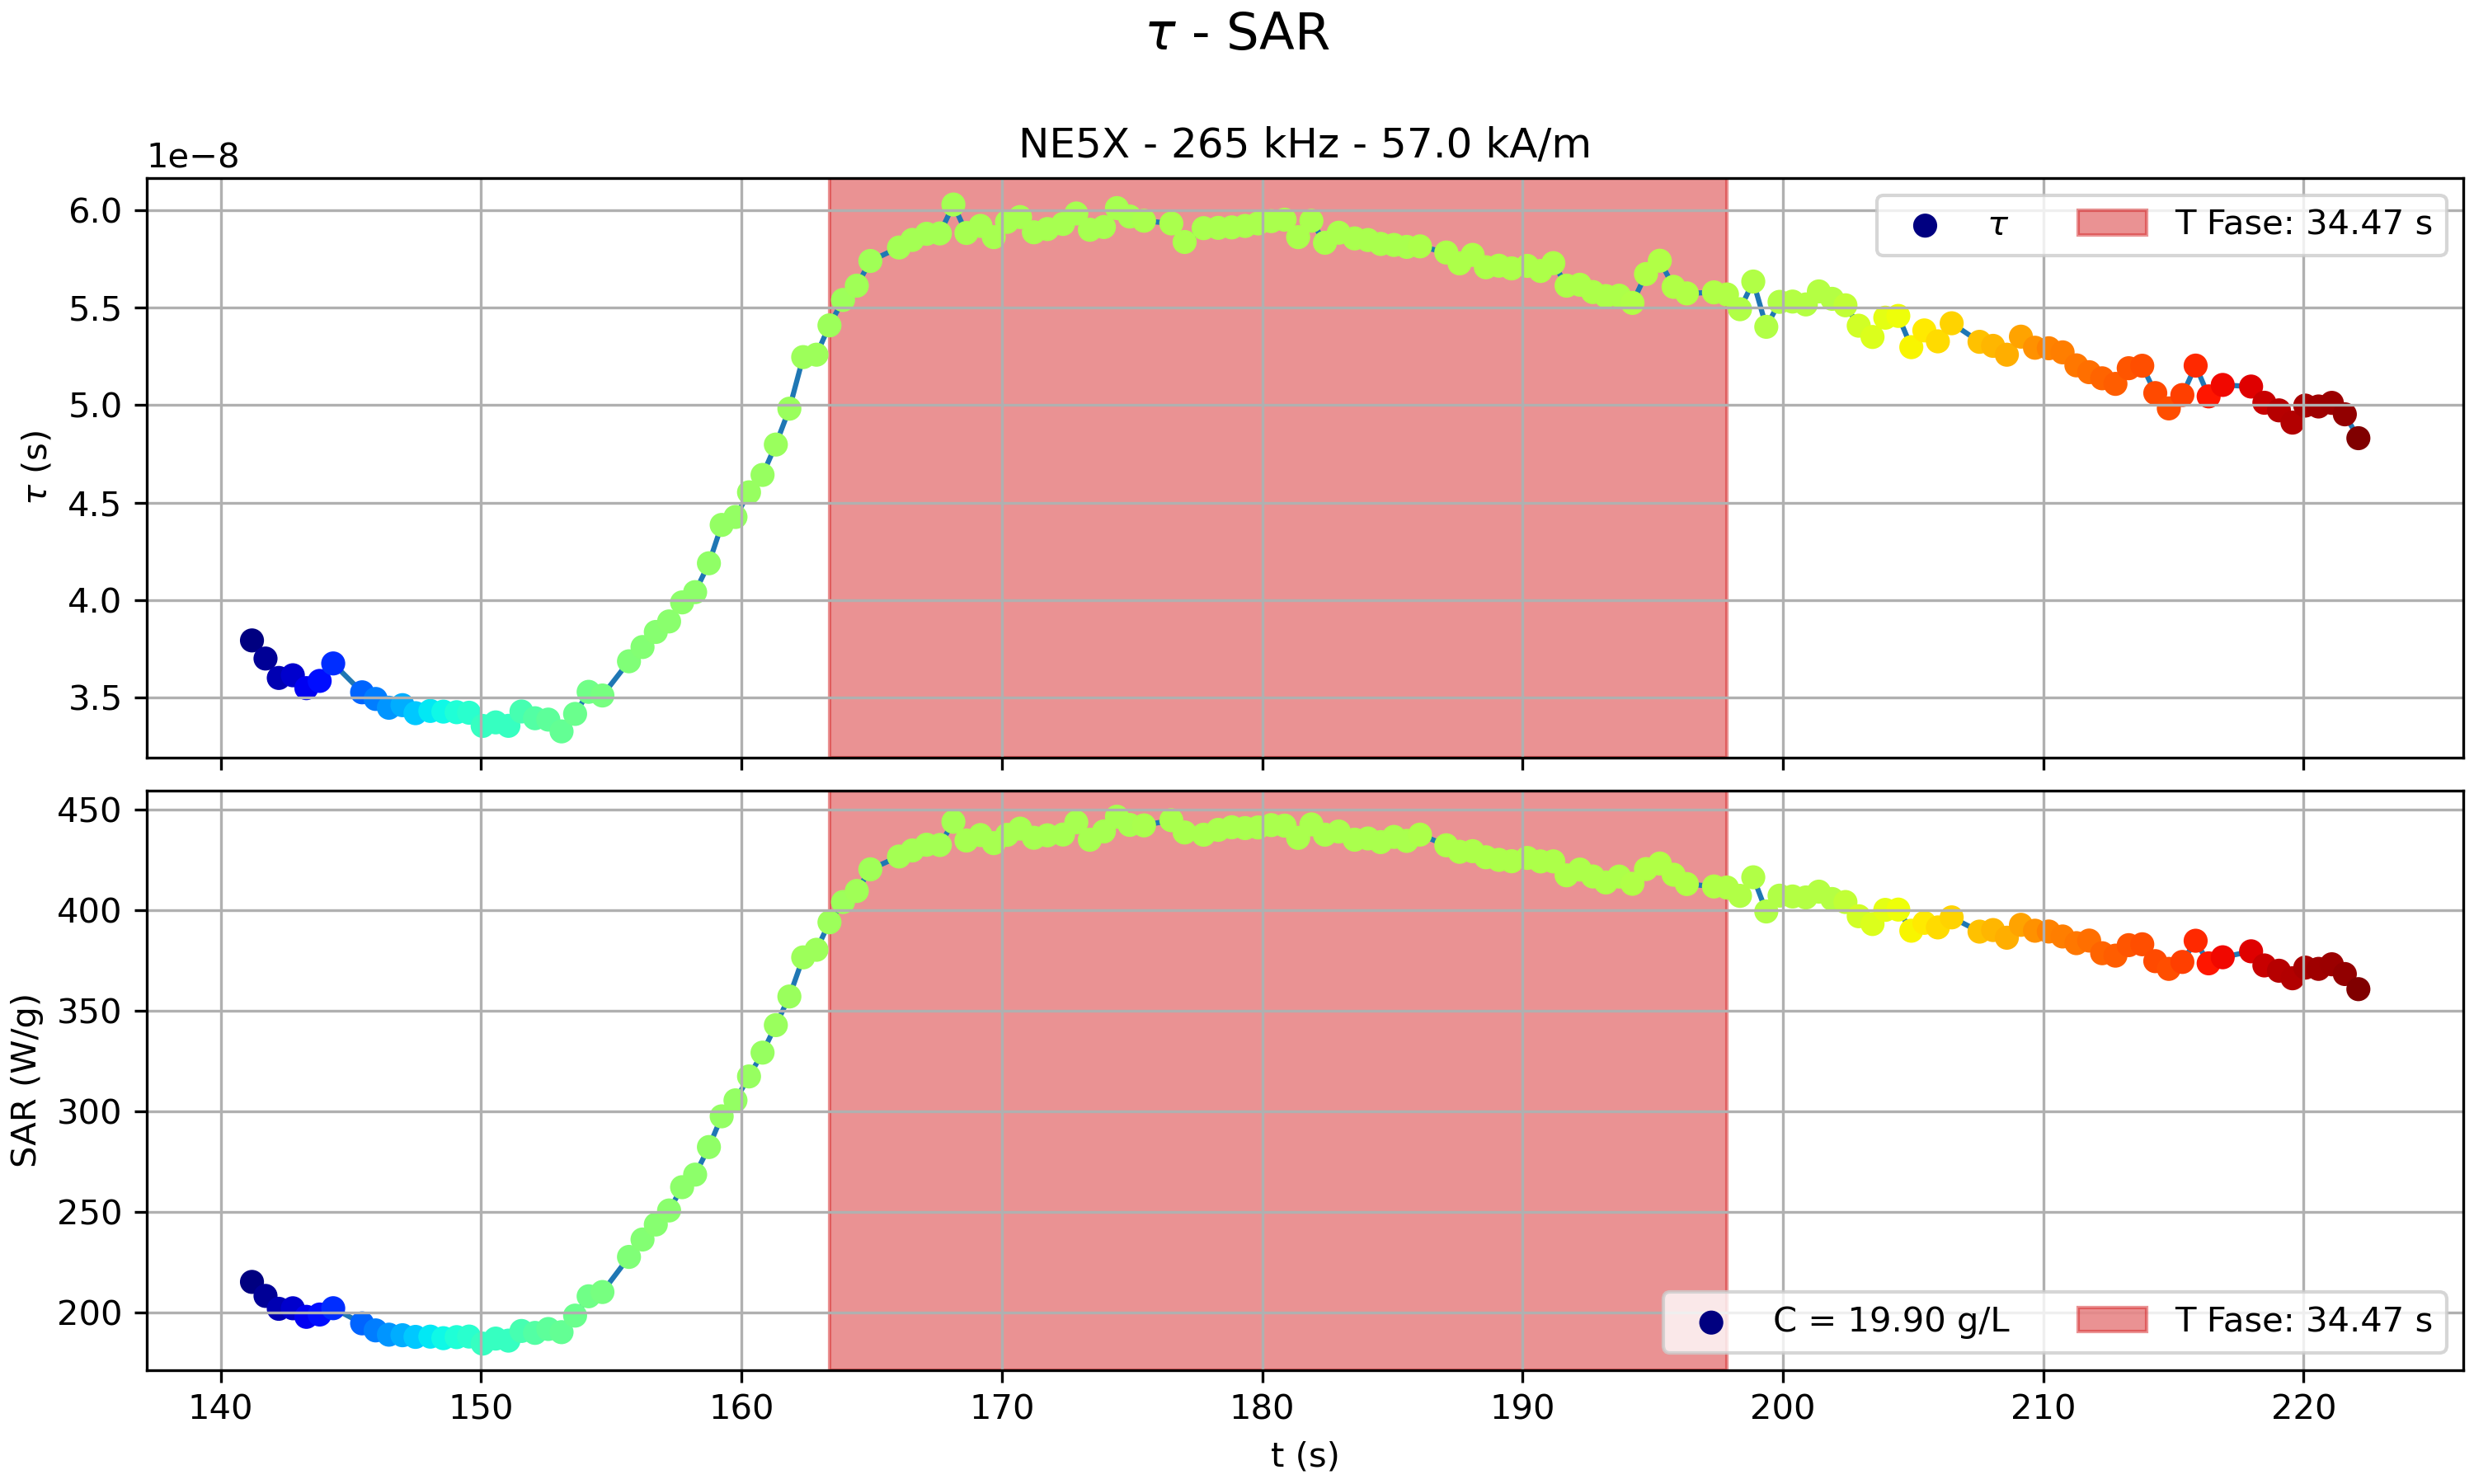 τ - SAR
NE5X - 265 kHz - 57.0 kA/m
1e−8
6.0
5.5
5.0
4.5
4.0
3.5
τ (s)
τ
T Fase: 34.47 s
450
400
350
300
250
200
SAR (W/g)
C = 19.90 g/L
T Fase: 34.47 s
140 150 160 170 180 190 200 210 220
t (s)